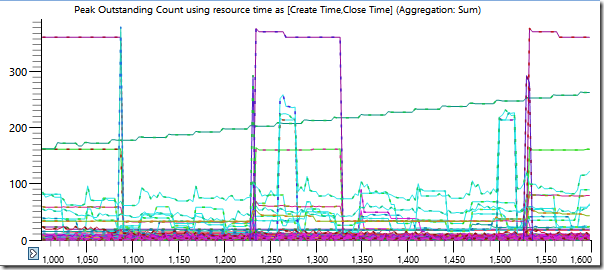 Peak Outstanding Count using resource time as [Create Time,Close Time] (Aggregation: Sum)
300
200
100
0
1,000 1,050 1,100 1,150 1,200 1,250 1,300 1,350 1,400 1,450 1,500 1,550 1,600